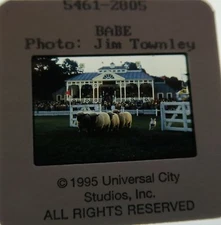 5461-2005
BABE
Photo: Jim Townley
© 1995 Universal City
Studios, Inc.
ALL RIGHTS RESERVED